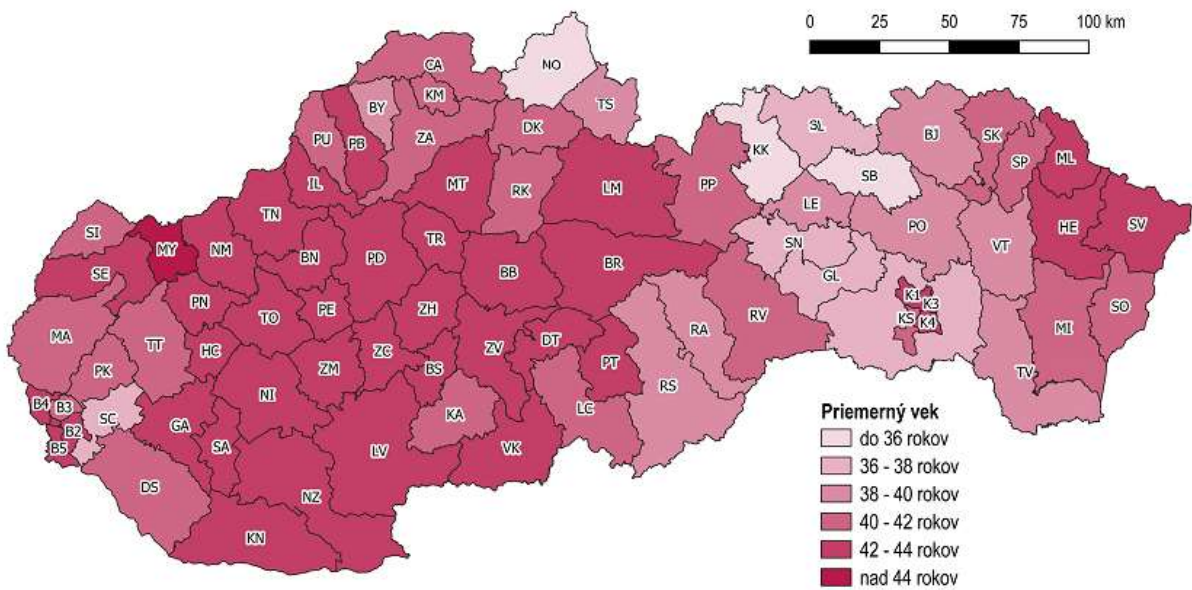 0 25 50 75 100 km
CA
NO
KM
TS
BY
PU
PB
ZA
DK
SL
BJ
SK
SP
ML
KK
SB
IL
MT
RK
LM
PP
LE
PO
HE
SV
VT
TN
SI
MY
NM
SE
BN
PD
TR
BB
BR
SN
GL
PN
TO
PE
ZH
K1
K3
KS
K4
SO
MI
MA
TT
HC
ZM
ZC
BS
ZV
DT
PT
RA
RV
PK
NI
RS
TV
B4
B3
SC
B2
B5
GA
SA
LV
KA
LC
VK
DS
NZ
KN
Priemerný vek
do 36 rokov
36 - 38 rokov
38 - 40 rokov
40 - 42 rokov
42 - 44 rokov
nad 44 rokov